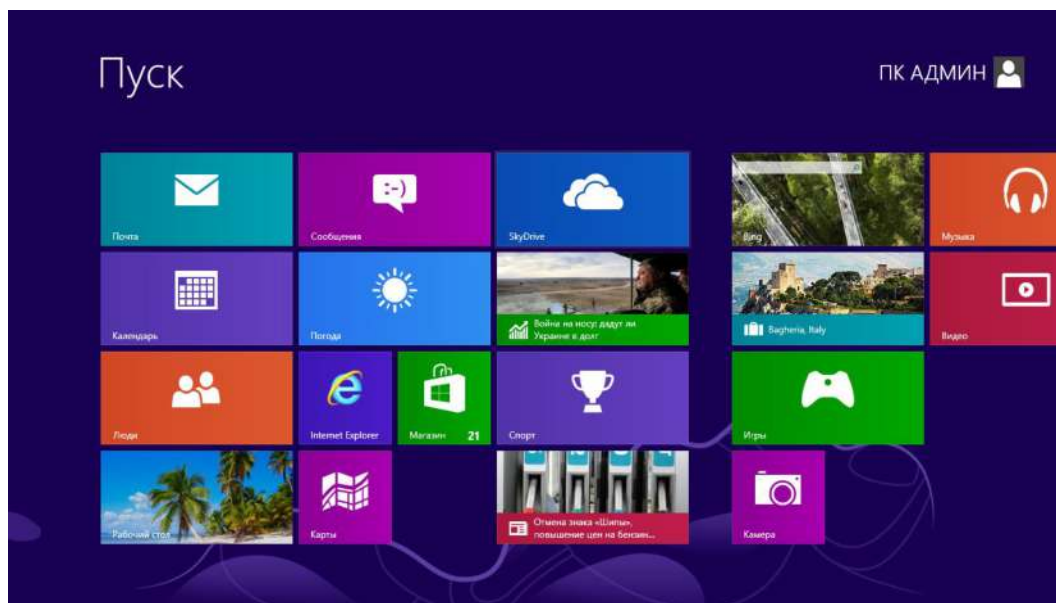 Пуск
ПК АДМИН
Почта
Сообщения
SkyDrive
Bing
Музыка
Календарь
Погода
Война на носу: дадут ли
Украине в долг
Bagheria, Italy
Видео
Люди
Internet Explorer
Магазин 21
Спорт
Игры
Рабочий стол
Карты
Отмена знака «Шипы»,
повышение цен на бензин...
Камера